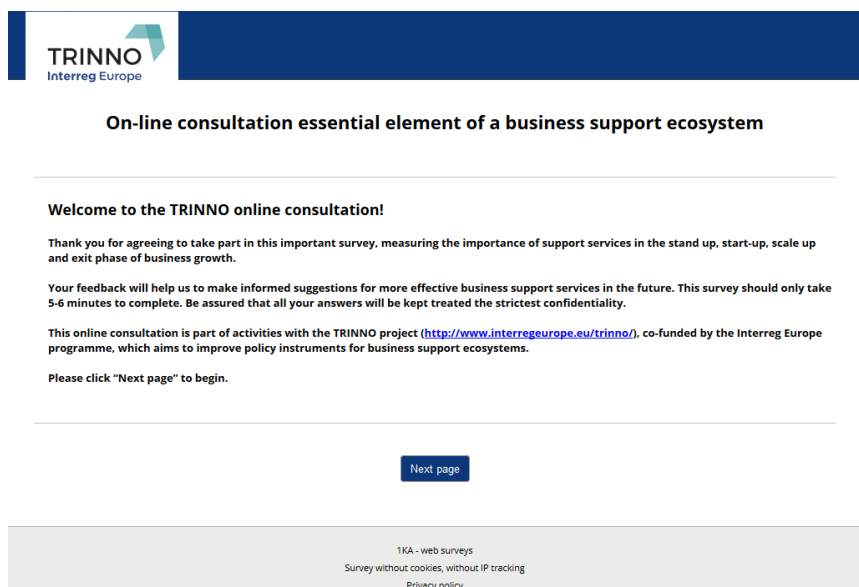 TRINNO
Interreg Europe
On-line consultation essential element of a business support ecosystem
Welcome to the TRINNO online consultation!
Thank you for agreeing to take part in this important survey, measuring the importance of support services in the stand up, start-up, scale up
and exit phase of business growth.
Your feedback will help us to make informed suggestions for more effective business support services in the future. This survey should only take
5-6 minutes to complete. Be assured that all your answers will be kept treated the strictest confidentiality.
This online consultation is part of activities with the TRINNO project (http://www.interregeurope.eu/trinno/), co-funded by the Interreg Europe
programme, which aims to improve policy instruments for business support ecosystems.
Please click “Next page” to begin.
Next page
1KA - web surveys
Survey without cookies, without IP tracking
Privacy policy